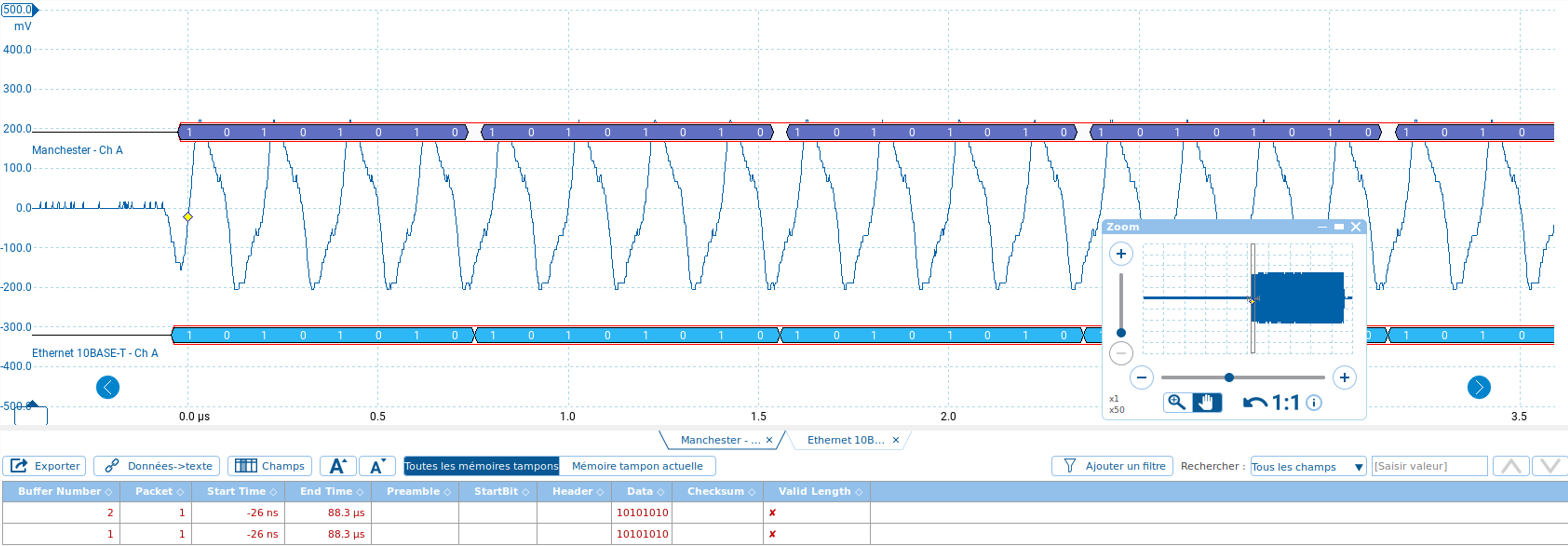 500.0
mV
400.0
300.0
200.0
1 0 1 0 1 0 1 0 1 0 1 0 1 0 1 0 1 0 1 0 1 0 1 0 1 0 1 0 1 0 1 0 1 0 1 0
Manchester - Ch A
100.0
0.0
-100.0
-200.0
-300.0
1 0 1 0 1 0 1 0 1 0 1 0 1 0 1 0 1 0 1 0 1 0 1 0 1 0 1 0
Ethernet 10BASE-T - Ch A
-400.0
-500.0
0.0 µs 0.5 1.0 1.5 2.0 3.5
Zoom
x1
x50
1:1
Manchester - ... × Ethernet 10B... ×
Exporter Données->texte Champs A A Toutes les mémoires tampons Mémoire tampon actuelle Ajouter un filtre Rechercher : Tous les champs [Saisir valeur]
Buffer Number Packet Start Time End Time Preamble StartBit Header Data Checksum Valid Length
2 1 -26 ns 88.3 µs 10101010 ✘
1 1 -26 ns 88.3 µs 10101010 ✘